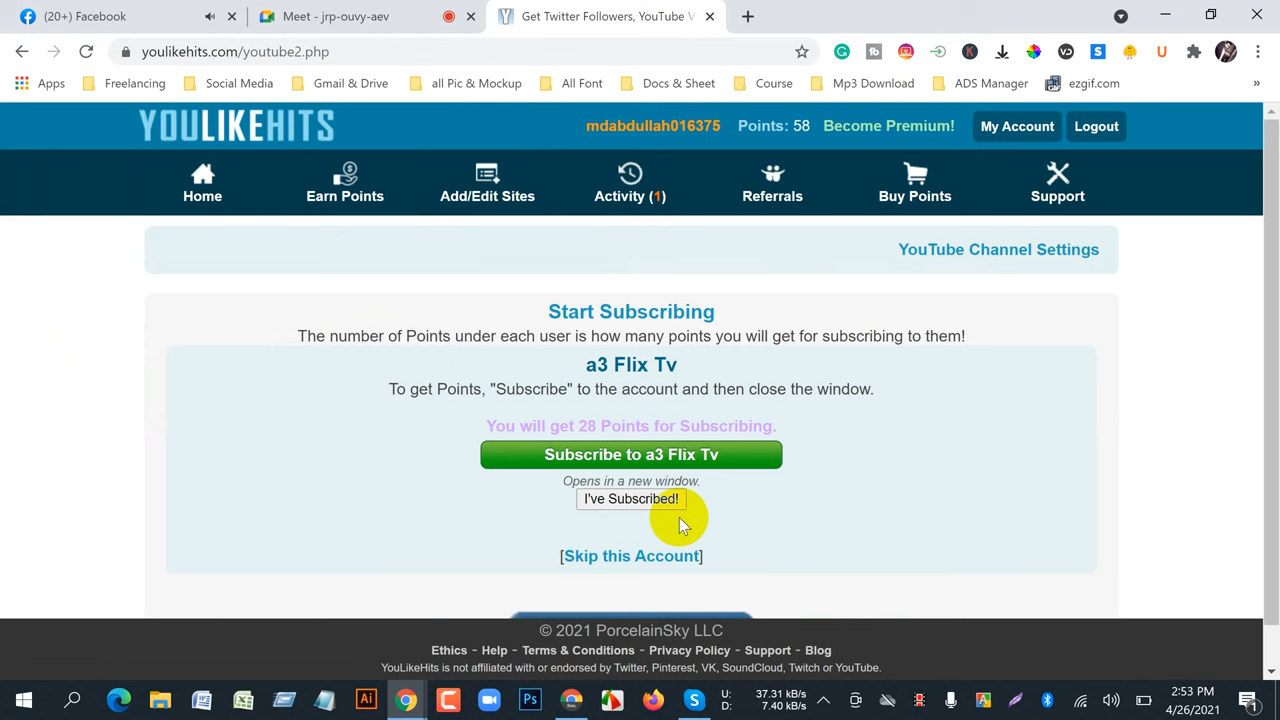 (20+) Facebook
Meet - jrp-ouvy-aev
Get Twitter Followers, YouTube V
youlikehits.com/youtube2.php
Apps
Freelancing
Social Media
Gmail & Drive
all Pic & Mockup
All Font
Docs & Sheet
Course
Mp3 Download
ADS Manager
ezgif.com
»
YOULIKEHITS
mdabdullah016375
Points: 58
Become Premium!
My Account
Logout
Home
Earn Points
Add/Edit Sites
Activity (1)
Referrals
Buy Points
Support
YouTube Channel Settings
Start Subscribing
The number of Points under each user is how many points you will get for subscribing to them!
a3 Flix Tv
To get Points, "Subscribe" to the account and then close the window.
You will get 28 Points for Subscribing.
Subscribe to a3 Flix Tv
Opens in a new window.
I've Subscribed!
[Skip this Account]
© 2021 PorcelainSky LLC
Ethics - Help - Terms & Conditions - Privacy Policy - Support - Blog
YouLikeHits is not affiliated with or endorsed by Twitter, Pinterest, VK, SoundCloud, Twitch or YouTube.
U: 37.31 kB/s
D: 7.40 kB/s
2:53 PM
4/26/2021